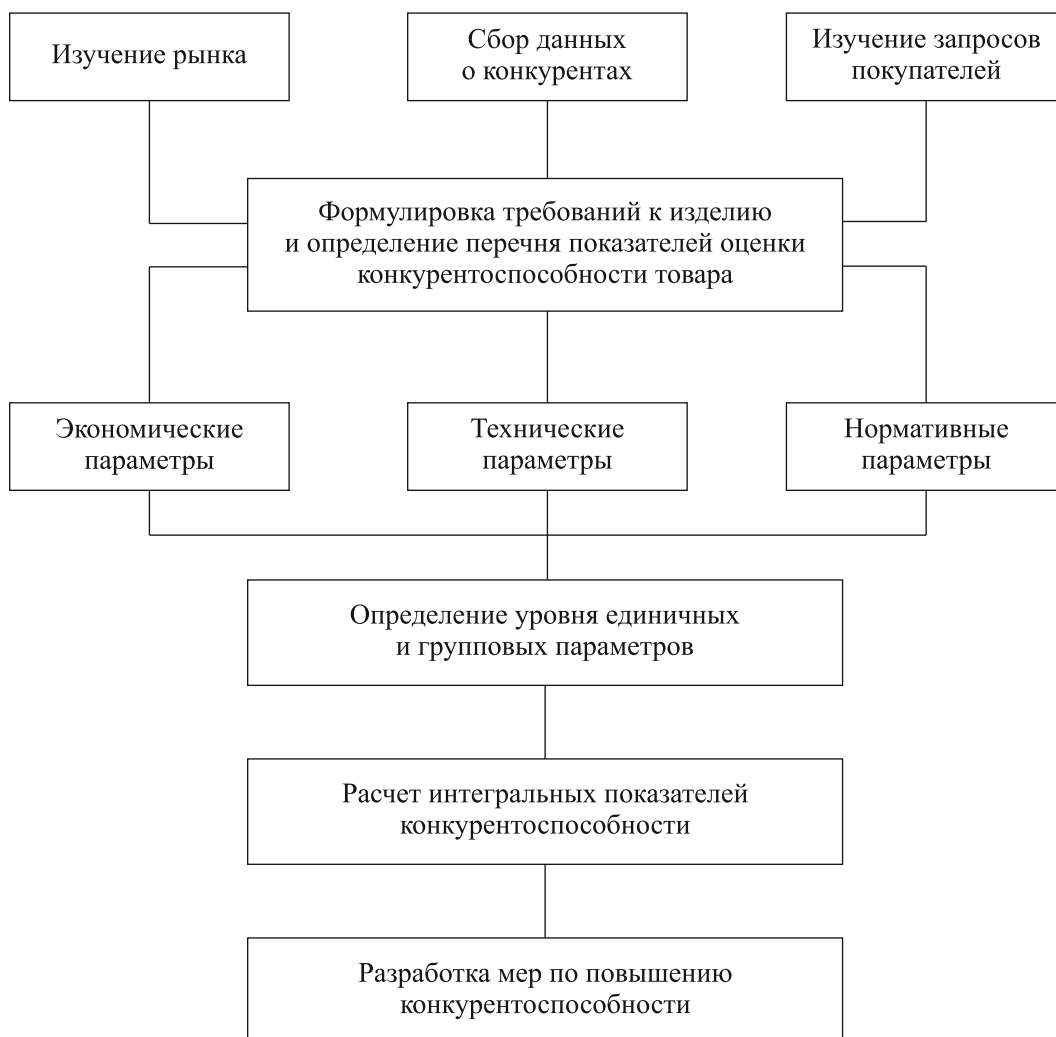 Изучение рынка
Сбор данных
о конкурентах
Изучение запросов
покупателей
Формулировка требований к изделию
и определение перечня показателей оценки
конкурентоспособности товара
Экономические
параметры
Технические
параметры
Нормативные
параметры
Определение уровня единичных
и групповых параметров
Расчет интегральных показателей
конкурентоспособности
Разработка мер по повышению
конкурентоспособности